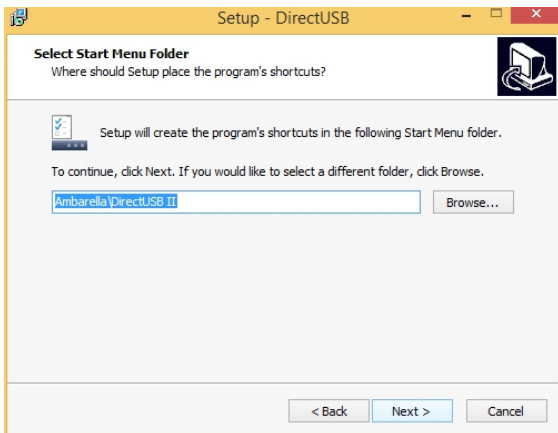 Setup - DirectUSB
Select Start Menu Folder
Where should Setup place the program's shortcuts?
Setup will create the program's shortcuts in the following Start Menu folder.
To continue, click Next. If you would like to select a different folder, click Browse.
Ambarella\DirectUSB II
Browse...
< Back
Next >
Cancel